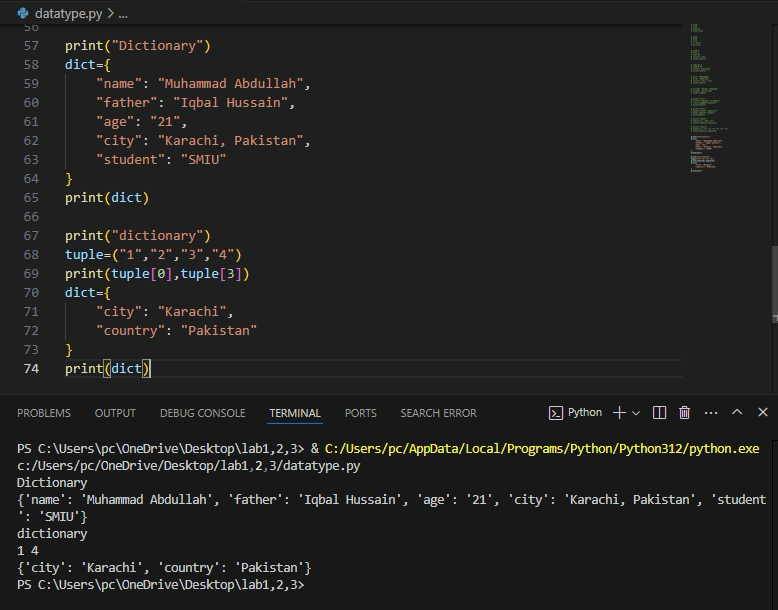 datatype.py > ...
56
57 print("Dictionary")
58 dict={
59 "name": "Muhammad Abdullah",
60 "father": "Iqbal Hussain",
61 "age": "21",
62 "city": "Karachi, Pakistan",
63 "student": "SMIU"
64 }
65 print(dict)
66
67 print("dictionary")
68 tuple=("1","2","3","4")
69 print(tuple[0],tuple[3])
70 dict={
71 "city": "Karachi",
72 "country": "Pakistan"
73 }
74 print(dict)
PROBLEMS OUTPUT DEBUG CONSOLE TERMINAL PORTS SEARCH ERROR Python
PS C:\Users\pc\OneDrive\Desktop\lab1,2,3> & C:/Users/pc/AppData/Local/Programs/Python/Python312/python.exe
c:/Users/pc/OneDrive/Desktop/lab1,2,3/datatype.py
Dictionary
{'name': 'Muhammad Abdullah', 'father': 'Iqbal Hussain', 'age': '21', 'city': 'Karachi, Pakistan', 'student
': 'SMIU'}
dictionary
1 4
{'city': 'Karachi', 'country': 'Pakistan'}
PS C:\Users\pc\OneDrive\Desktop\lab1,2,3>